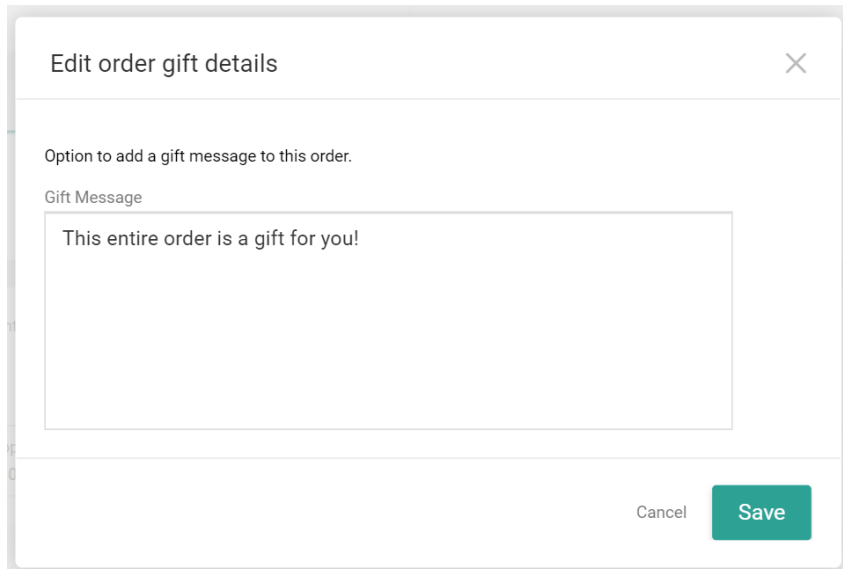 Edit order gift details
Option to add a gift message to this order.
Gift Message
This entire order is a gift for you!
Cancel
Save